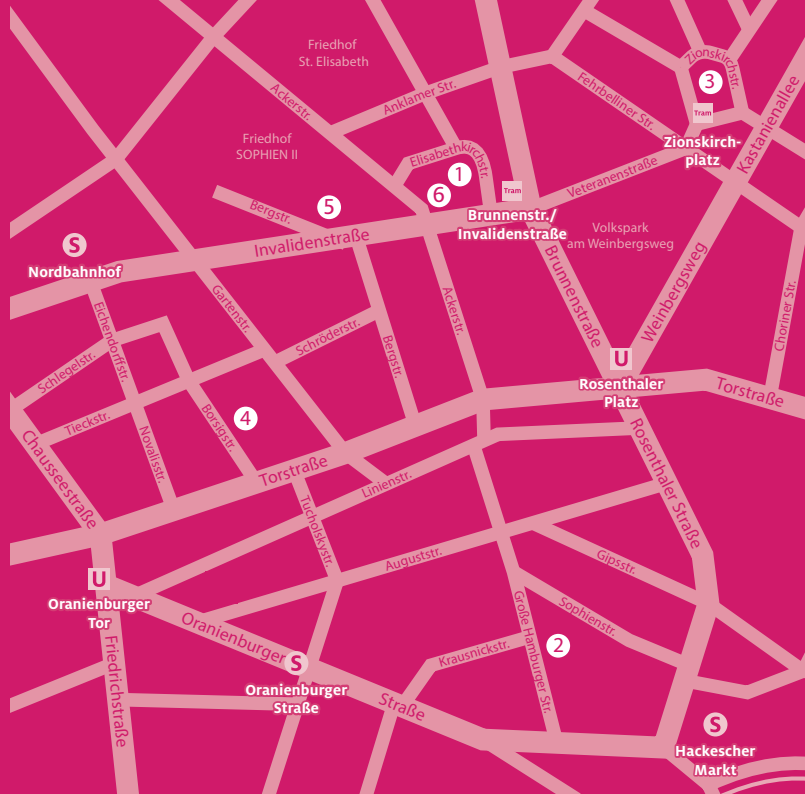 Friedhof
St. Elisabeth
Zionskirchstr.
3
Ackerstr.
Anklamer Str.
Fehrbelliner Str.
Tram
Kastanienallee
Friedhof
SOPHIEN II
Elisabethkirchstr.
Zionskirch-
platz
1
Veteranenstraße
Tram
6
5
Bergstr.
Brunnenstr./
Invalidenstraße
Volkspark
am Weinbergsweg
S
Nordbahnhof
Invalidenstraße
Brunnenstraße
Weinbergsweg
Gartenstr.
Ackerstr.
Choriner Str.
Eichendorffstr.
Schröderstr.
Bergstr.
Schlegelstr.
U
Rosenthaler
Platz
Torstraße
Tieckstr.
Borsigstr.
4
Novalisstr.
Chausseestraße
Torstraße
Linienstr.
Rosenthaler Straße
Tucholskystr.
Auguststr.
Gipsstr.
U
Oranienburger
Tor
Oranienburger
Straße
Sophienstr.
Große Hamburger Str.
2
Krausnickstr.
Friedrichstraße
S
Oranienburger
Straße
S
Hackescher
Markt